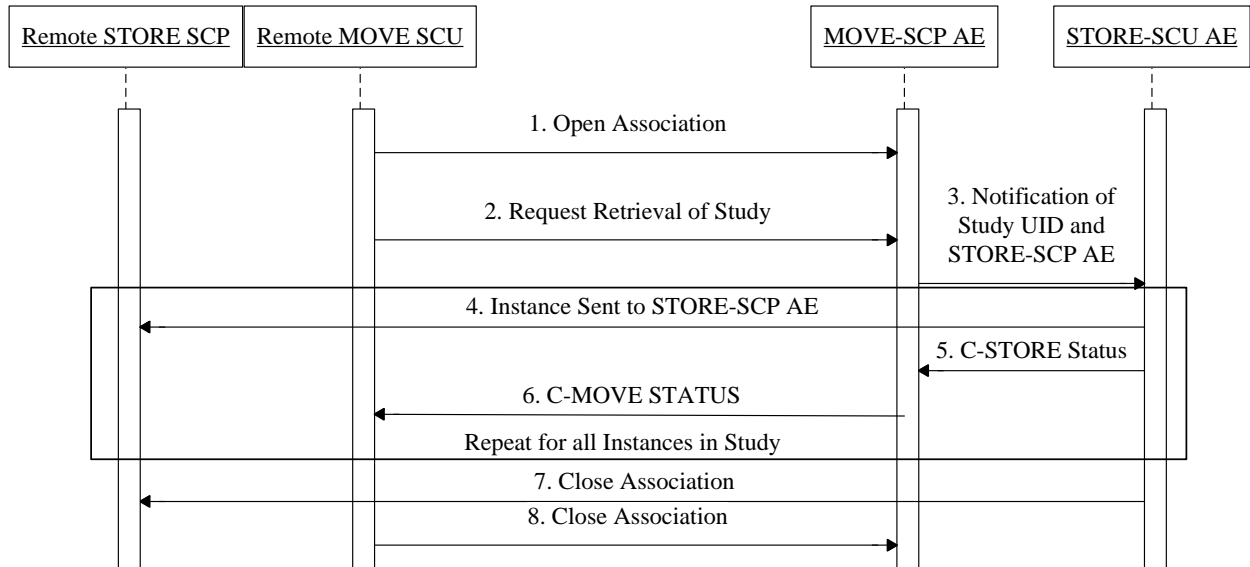 Remote STORE SCP
Remote MOVE SCU
MOVE-SCP AE
STORE-SCU AE
1. Open Association
2. Request Retrieval of Study
3. Notification of
Study UID and
STORE-SCP AE
4. Instance Sent to STORE-SCP AE
5. C-STORE Status
6. C-MOVE STATUS
Repeat for all Instances in Study
7. Close Association
8. Close Association